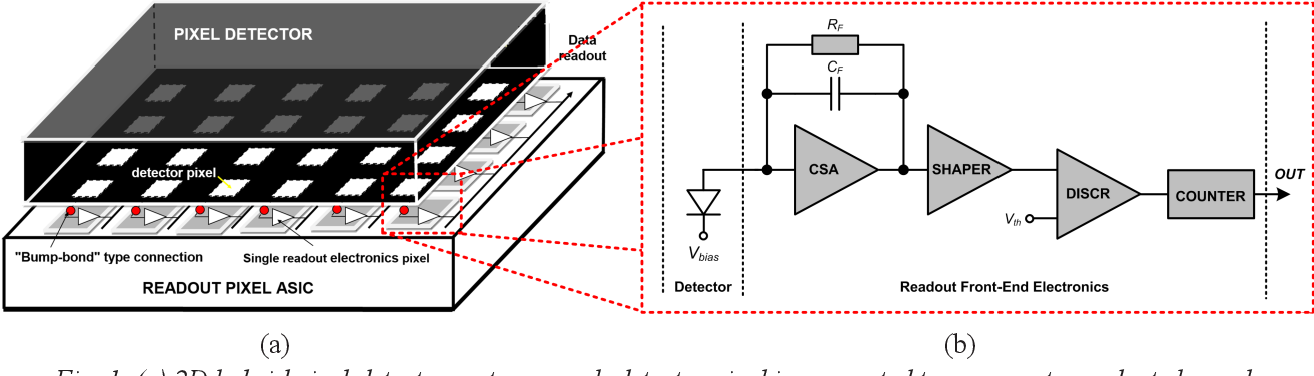 PIXEL DETECTOR
Data
readout
detector pixel
"Bump-bond" type connection
Single readout electronics pixel
READOUT PIXEL ASIC
(a)
R_F
C_F
CSA
SHAPER
DISCR
COUNTER
OUT
V_th
V_bias
Detector
Readout Front-End Electronics
(b)